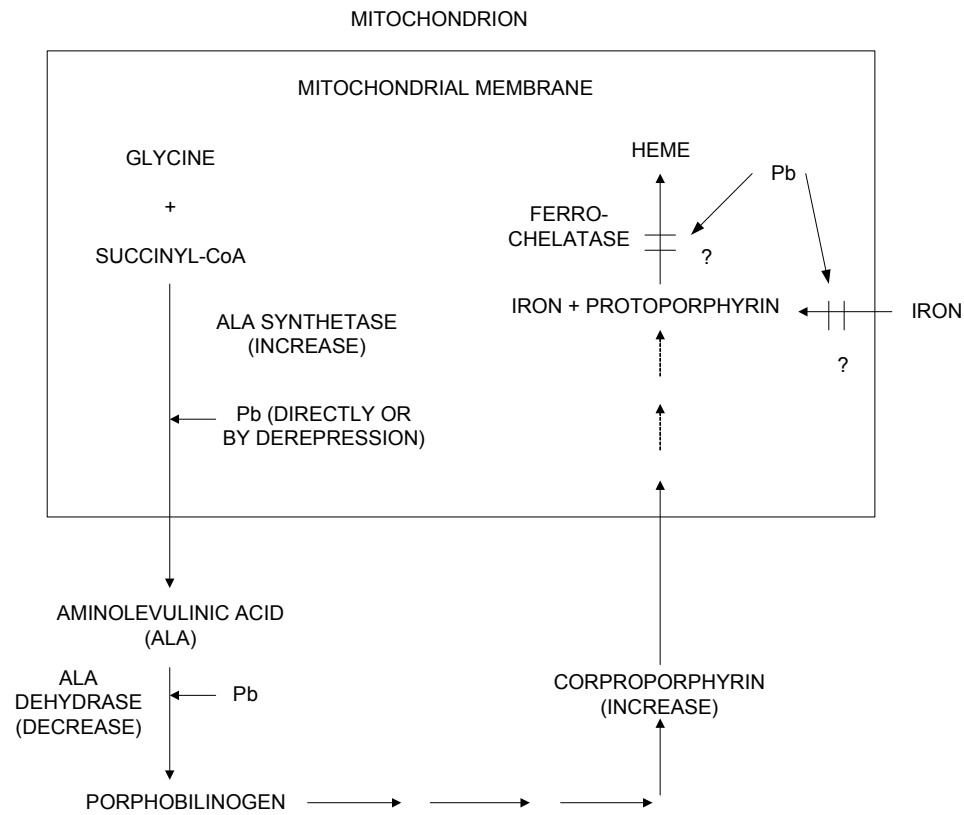 MITOCHONDRION
MITOCHONDRIAL MEMBRANE
GLYCINE
+
SUCCINYL-CoA
ALA SYNTHETASE
(INCREASE)
Pb (DIRECTLY OR
BY DEREPRESSION)
HEME
Pb
FERRO-
CHELATASE
?
IRON + PROTOPORPHYRIN
IRON
?
AMINOLEVULINIC ACID
(ALA)
ALA
DEHYDRASE
(DECREASE)
Pb
PORPHOBILINOGEN
CORPROPORPHYRIN
(INCREASE)